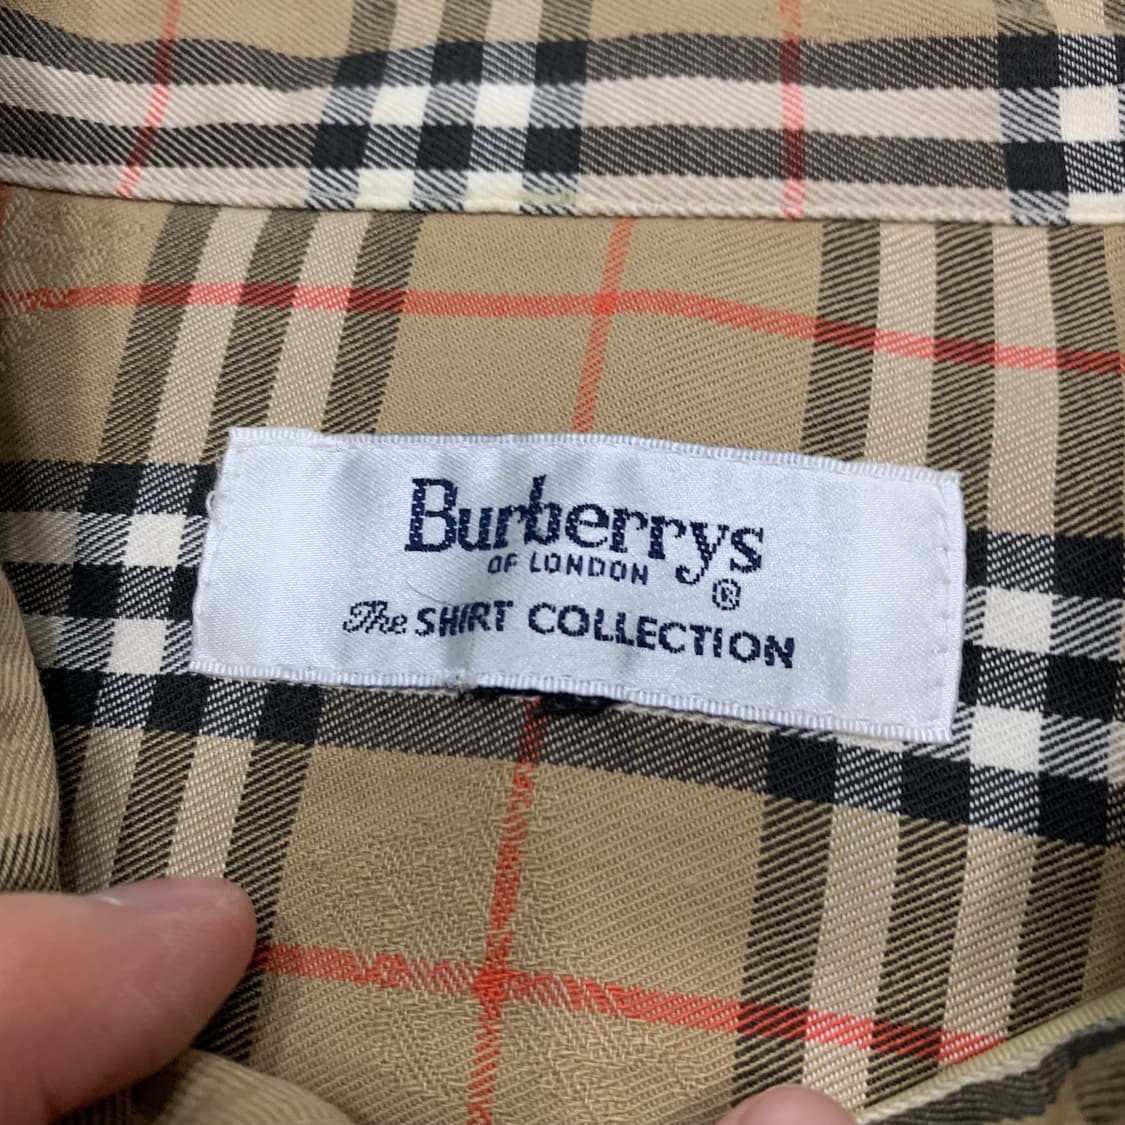 Burberrys
OF LONDON
®
The SHIRT COLLECTION